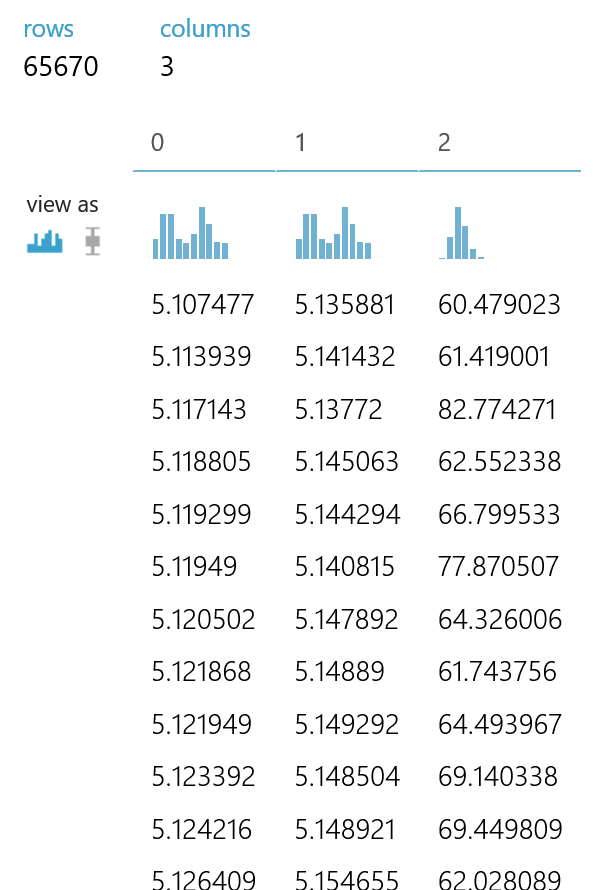 rows columns
65670 3
0 1 2
view as
5.107477 5.135881 60.479023
5.113939 5.141432 61.419001
5.117143 5.13772 82.774271
5.118805 5.145063 62.552338
5.119299 5.144294 66.799533
5.11949 5.140815 77.870507
5.120502 5.147892 64.326006
5.121868 5.14889 61.743756
5.121949 5.149292 64.493967
5.123392 5.148504 69.140338
5.124216 5.148921 69.449809
5.126409 5.154655 62.028089